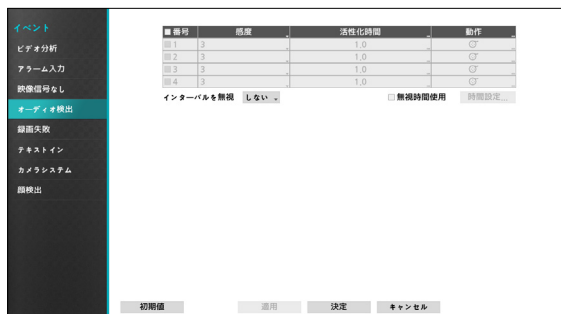 イベント
ビデオ分析
アラーム入力
映像信号なし
オーディオ検出
録画失敗
テキストイン
カメラシステム
顔検出
番号 感度 活性化時間 動作
1 3 1,0
2 3 1,0
3 3 1,0
4 3 1,0
インターバルを無視 しない 無視時間使用 時間設定...
初期値 適用 決定 キャンセル